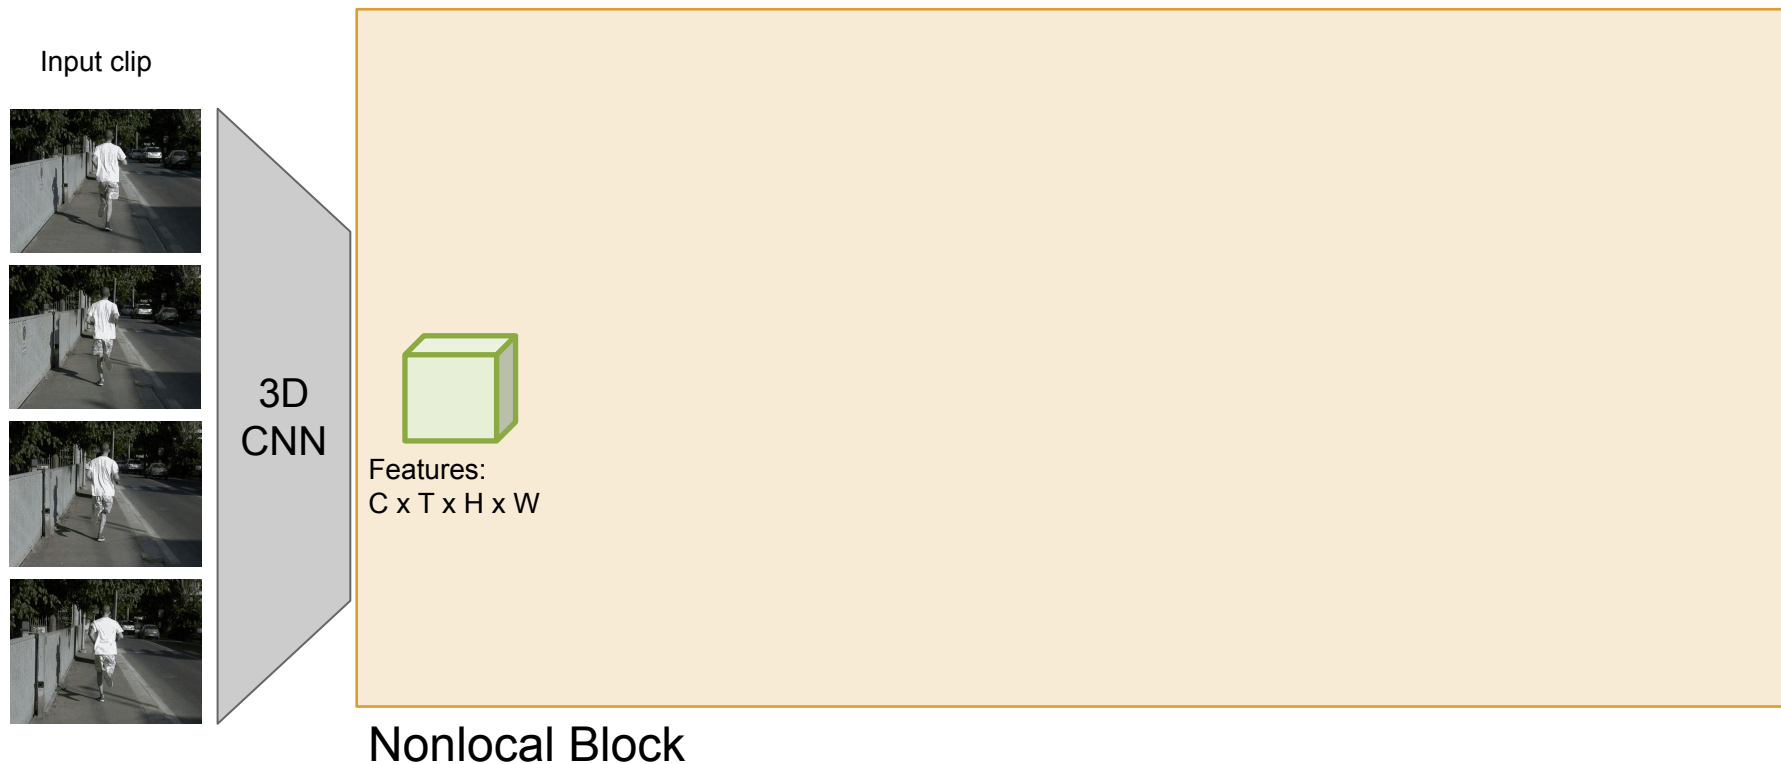 Input clip
3D
CNN
Features:
C x T x H x W
Nonlocal Block